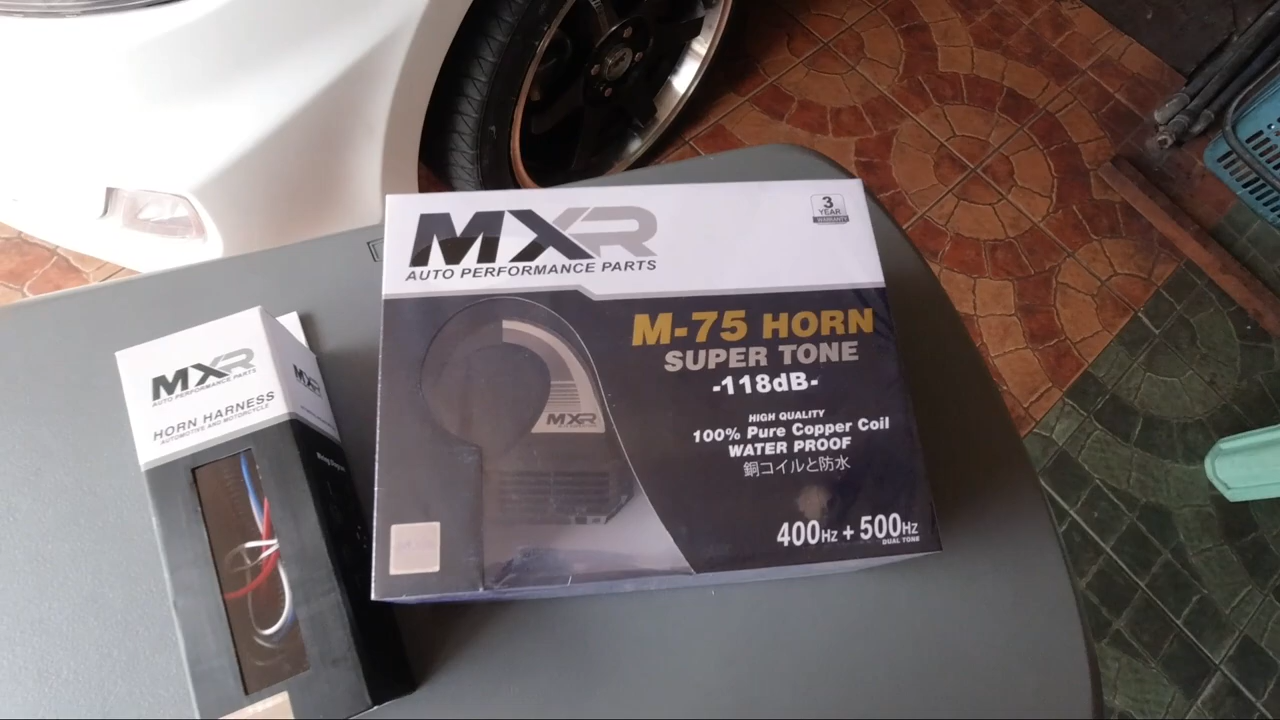 MXR
AUTO PERFORMANCE PARTS
3
YEAR
WARRANTY
M-75 HORN
SUPER TONE
-118dB-
HIGH QUALITY
100% Pure Copper Coil
WATER PROOF
銅コイルと防水
400Hz + 500Hz
DUAL TONE
MXR
MXR
AUTO PERFORMANCE PARTS
HORN HARNESS
AUTOMOTIVE AND MOTORCYCLE
MXR